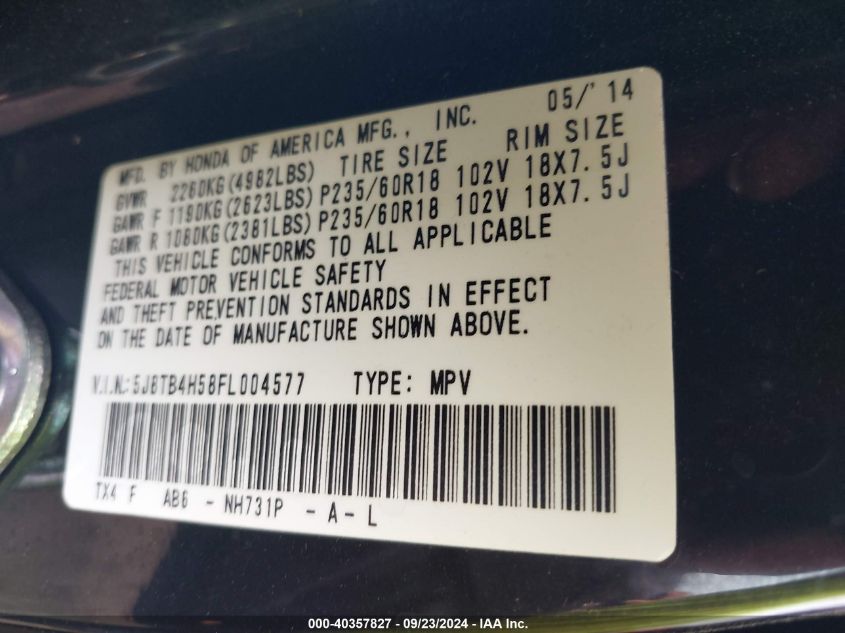 MFD. BY HONDA OF AMERICA MFG., INC. 05/'14
GVWR 2260KG(4982LBS) TIRE SIZE RIM SIZE
GAWR F 1190KG(2623LBS) P235/60R18 102V 18X7.5J
GAWR R 1080KG(2381LBS) P235/60R18 102V 18X7.5J
THIS VEHICLE CONFORMS TO ALL APPLICABLE
FEDERAL MOTOR VEHICLE SAFETY
AND THEFT PREVENTION STANDARDS IN EFFECT
ON THE DATE OF MANUFACTURE SHOWN ABOVE.
V.I.N.: 5J8TB4H58FL004577 TYPE: MPV
TX4 F AB6 - NH731P - A - L
000-40357827 - 09/23/2024 - IAA Inc.